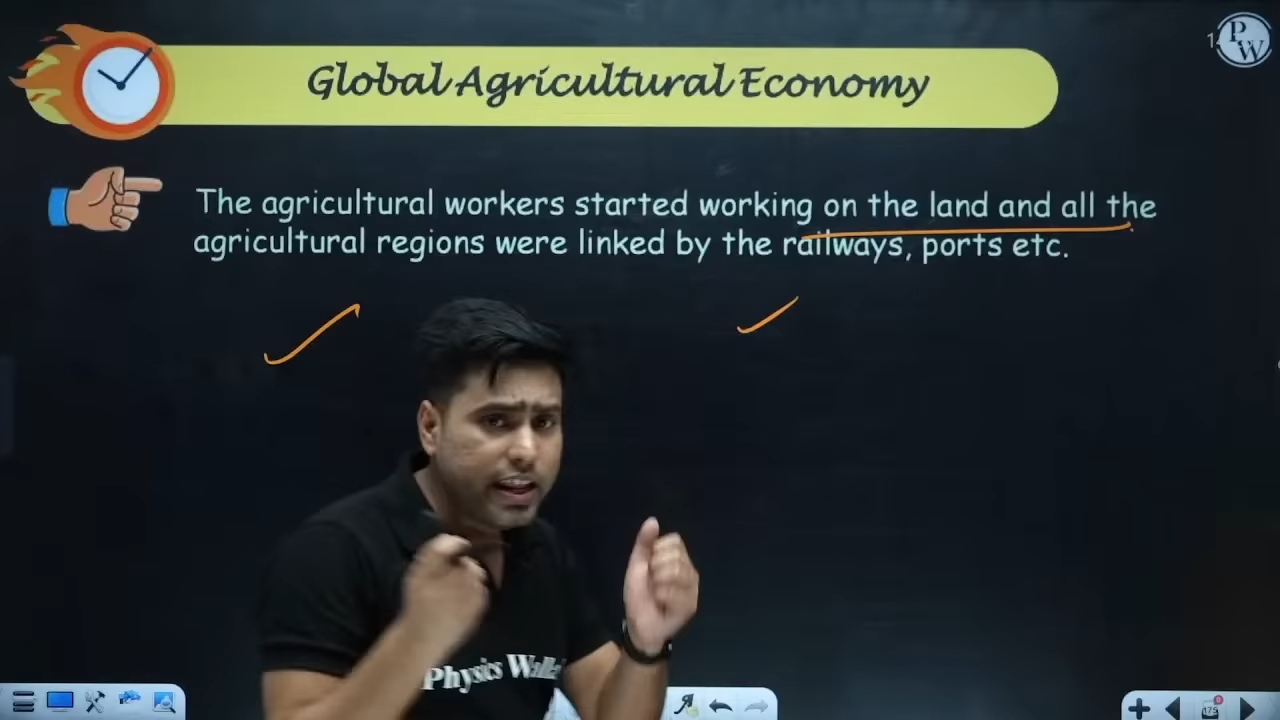 Global Agricultural Economy
PW
The agricultural workers started working on the land and all the
agricultural regions were linked by the railways, ports etc.
Physics Walla
175